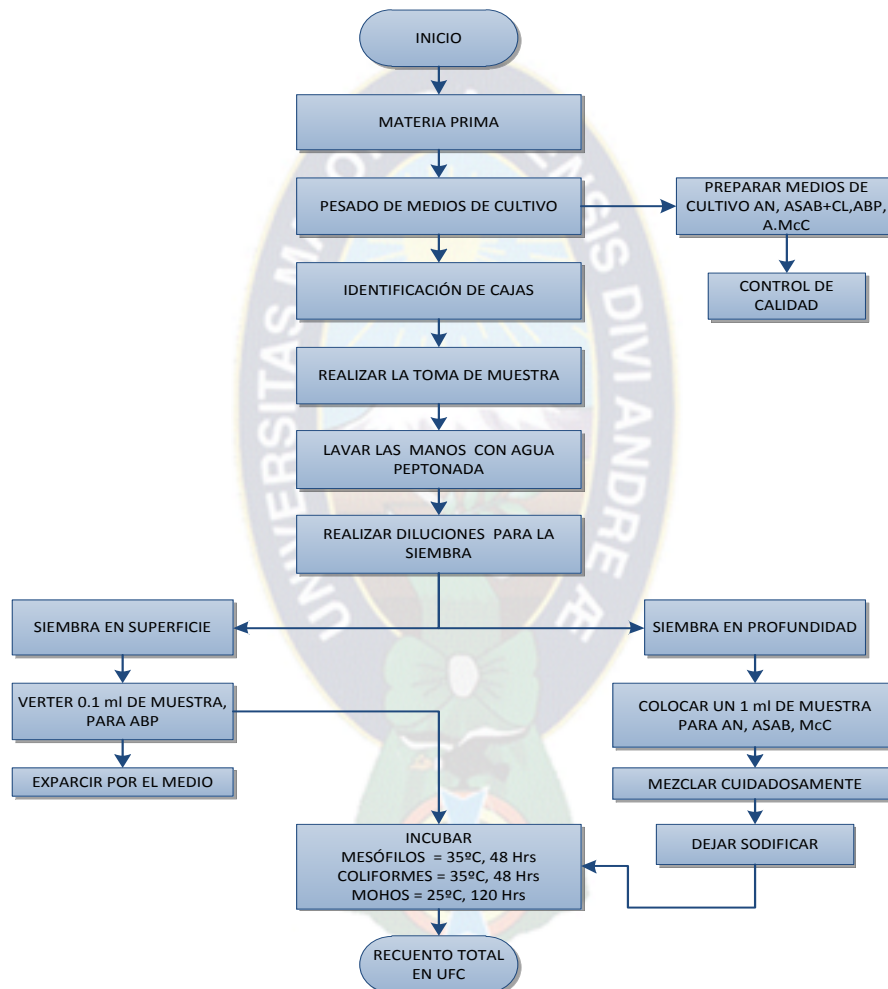 INICIO
MATERIA PRIMA
PESADO DE MEDIOS DE CULTIVO
PREPARAR MEDIOS DE
CULTIVO AN, ASAB+CL,ABP,
A.McC
CONTROL DE
CALIDAD
IDENTIFICACIÓN DE CAJAS
REALIZAR LA TOMA DE MUESTRA
LAVAR LAS MANOS CON AGUA
PEPTONADA
REALIZAR DILUCIONES PARA LA
SIEMBRA
SIEMBRA EN SUPERFICIE
VERTER 0.1 ml DE MUESTRA,
PARA ABP
EXPARCIR POR EL MEDIO
SIEMBRA EN PROFUNDIDAD
COLOCAR UN 1 ml DE MUESTRA
PARA AN, ASAB, McC
MEZCLAR CUIDADOSAMENTE
DEJAR SODIFICAR
INCUBAR
MESÓFILOS = 35ºC, 48 Hrs
COLIFORMES = 35ºC, 48 Hrs
MOHOS = 25ºC, 120 Hrs
RECUENTO TOTAL
EN UFC